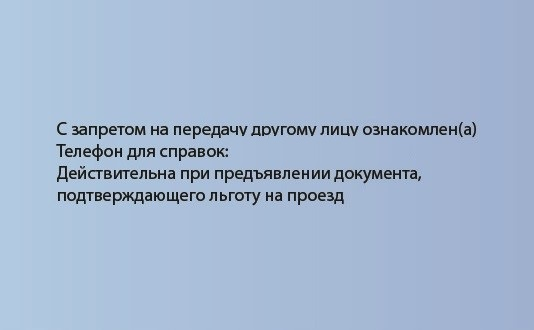 С запретом на передачу другому лицу ознакомлен(а)
Телефон для справок:
Действительна при предъявлении документа,
подтверждающего льготу на проезд